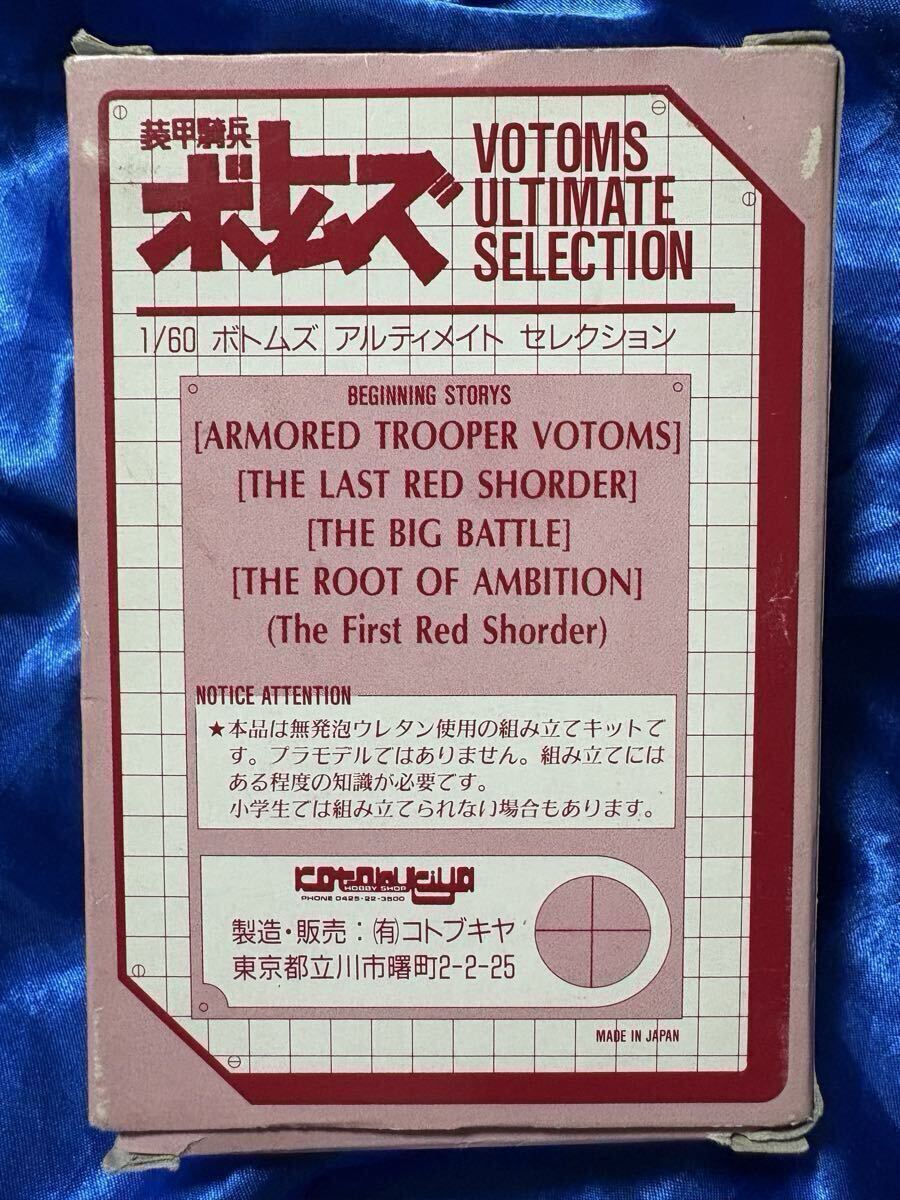 装甲騎兵
ボトムズ
VOTOMS
ULTIMATE
SELECTION
1/60 ボトムズ アルティメイト セレクション
BEGINNING STORYS
[ARMORED TROOPER VOTOMS]
[THE LAST RED SHORDER]
[THE BIG BATTLE]
[THE ROOT OF AMBITION]
(The First Red Shorder)
NOTICE ATTENTION
★本品は無発泡ウレタン使用の組み立てキットで
す。プラモデルではありません。組み立てには
ある程度の知識が必要です。
小学生では組み立てられない場合もあります。
kotobukiya
HOBBY SHOP
PHONE 0425-22-3500
製造・販売：(有)コトブキヤ
東京都立川市曙町2-2-25
MADE IN JAPAN